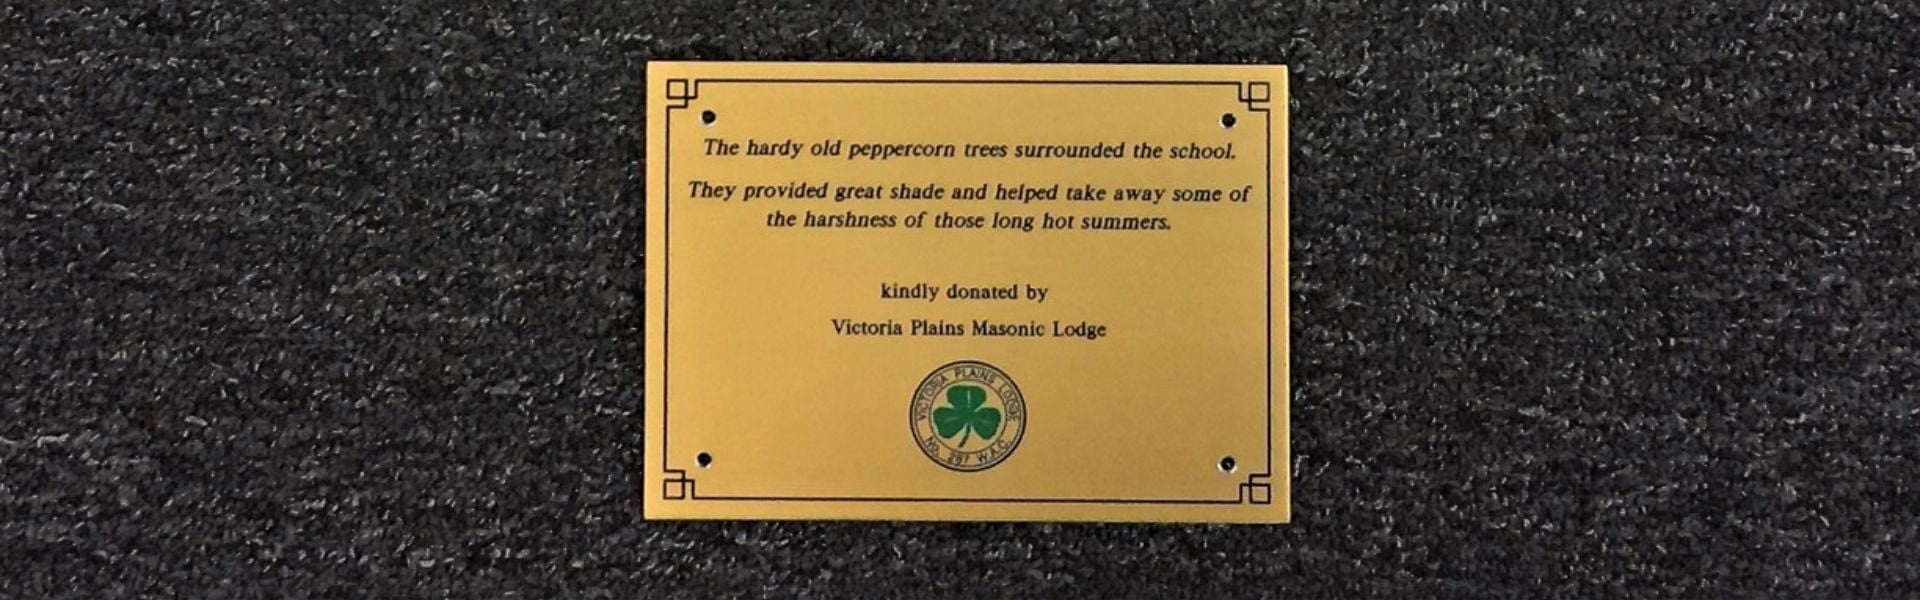 The hardy old peppercorn trees surrounded the school.
They provided great shade and helped take away some of
the harshness of those long hot summers.
kindly donated by
Victoria Plains Masonic Lodge
VICTORIA PLAINS LODGE
No. 287 W.A.C.